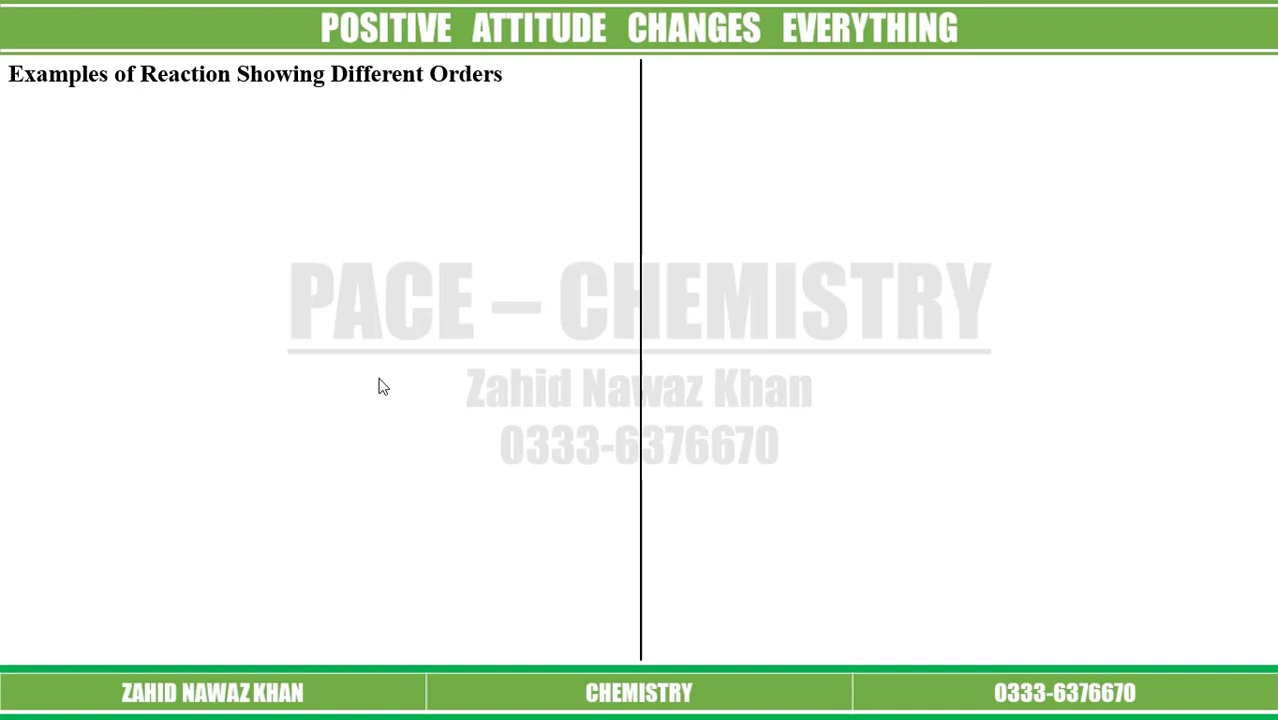 POSITIVE ATTITUDE CHANGES EVERYTHING
Examples of Reaction Showing Different Orders
PACE – CHEMISTRY
Zahid Nawaz Khan
0333-6376670
ZAHID NAWAZ KHAN
CHEMISTRY
0333-6376670